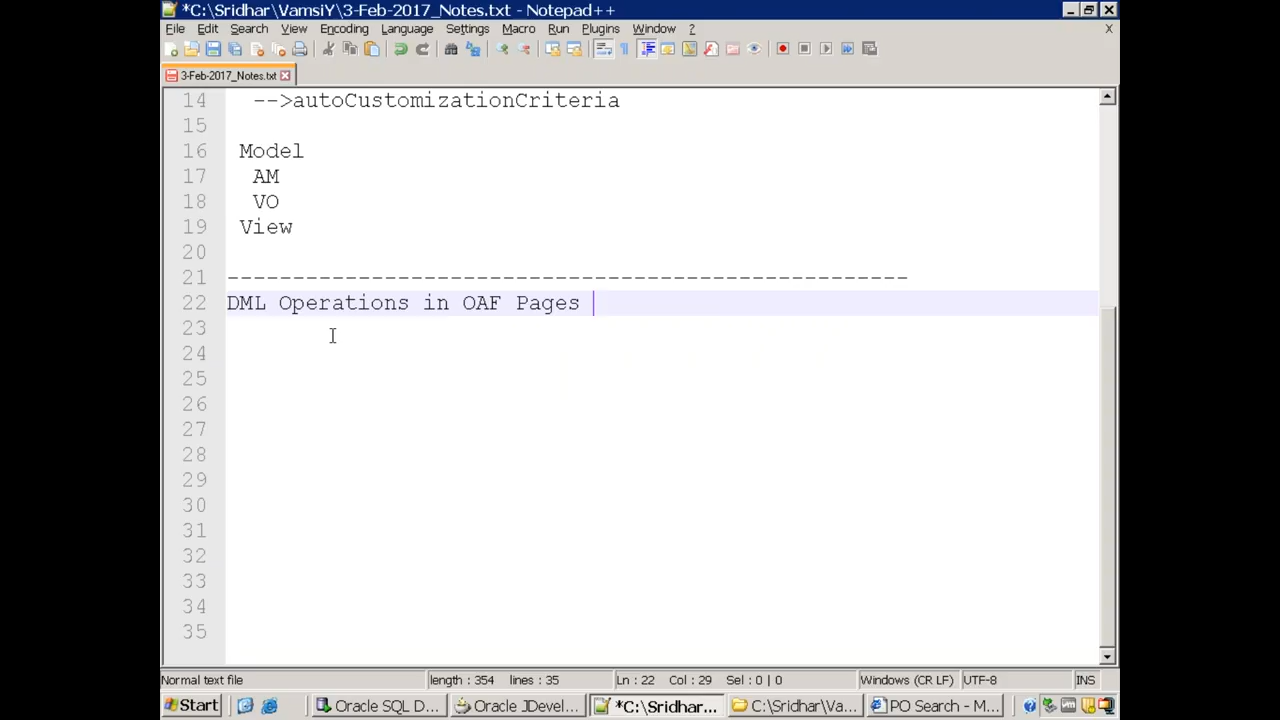 *C:\Sridhar\VamsiY\3-Feb-2017_Notes.txt - Notepad++
File Edit Search View Encoding Language Settings Macro Run Plugins Window ? X
3-Feb-2017_Notes.txt
14 -->autoCustomizationCriteria
15
16 Model
17 AM
18 VO
19 View
20
21 ----------------------------------------------------
22 DML Operations in OAF Pages
23
24
25
26
27
28
29
30
31
32
33
34
35
Normal text file length : 354 lines : 35 Ln : 22 Col : 29 Sel : 0 | 0 Windows (CR LF) UTF-8 INS
Start Oracle SQL D... Oracle JDevel... *C:\Sridhar... C:\Sridhar\Va... PO Search - M...